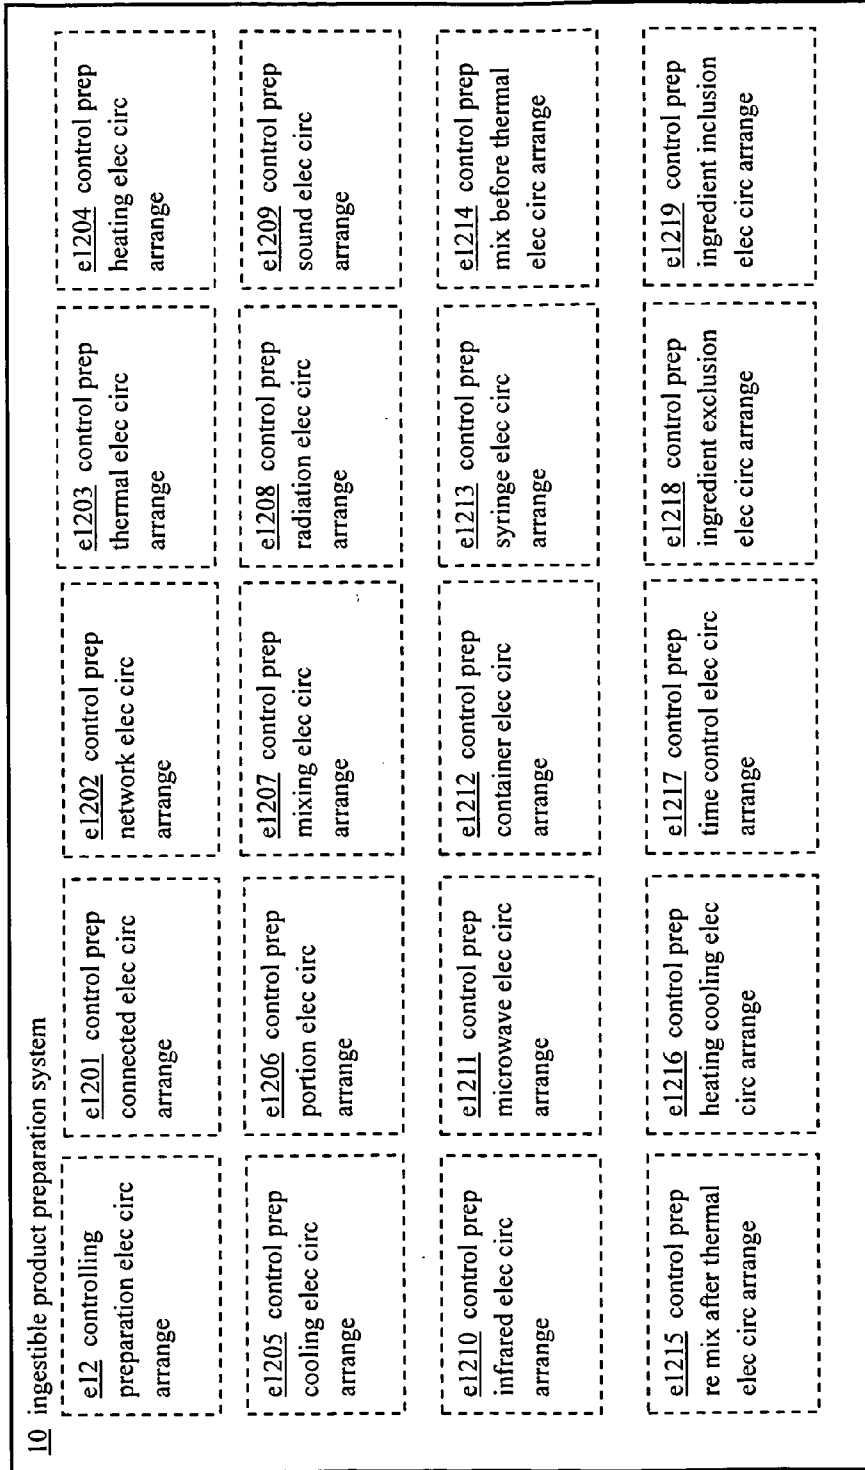 10 ingestible product preparation system
e12 controlling
preparation elec circ
arrange
e1201 control prep
connected elec circ
arrange
e1202 control prep
network elec circ
arrange
e1203 control prep
thermal elec circ
arrange
e1204 control prep
heating elec circ
arrange
e1205 control prep
cooling elec circ
arrange
e1206 control prep
portion elec circ
arrange
e1207 control prep
mixing elec circ
arrange
e1208 control prep
radiation elec circ
arrange
e1209 control prep
sound elec circ
arrange
e1210 control prep
infrared elec circ
arrange
e1211 control prep
microwave elec circ
arrange
e1212 control prep
container elec circ
arrange
e1213 control prep
syringe elec circ
arrange
e1214 control prep
mix before thermal
elec circ arrange
e1215 control prep
re mix after thermal
elec circ arrange
e1216 control prep
heating cooling elec
circ arrange
e1217 control prep
time control elec circ
arrange
e1218 control prep
ingredient exclusion
elec circ arrange
e1219 control prep
ingredient inclusion
elec circ arrange